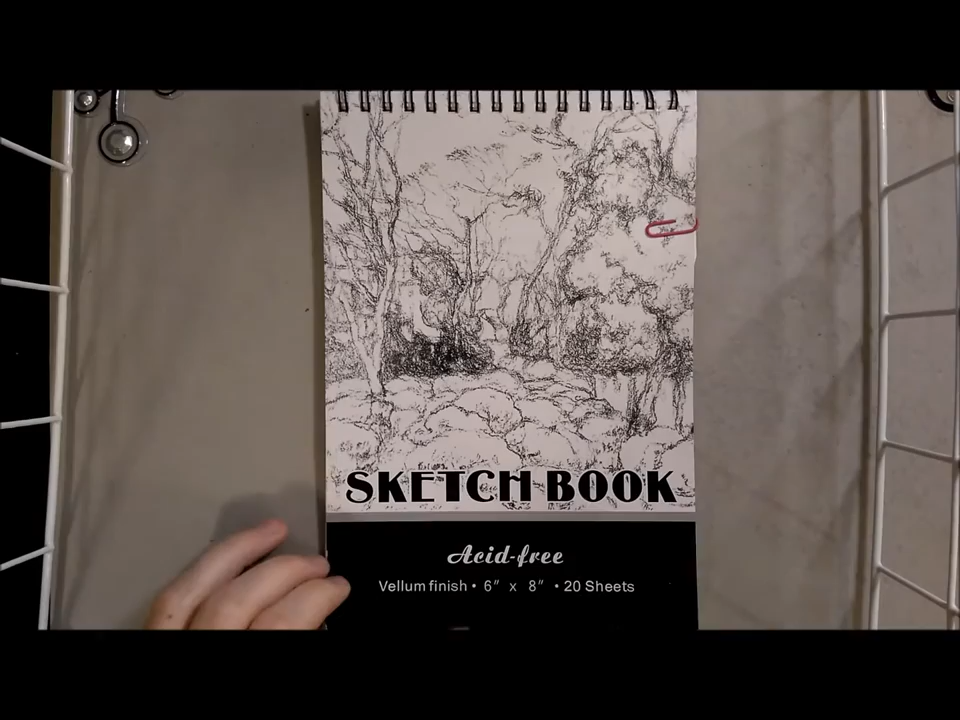 SKETCH BOOK
Acid-free
Vellum finish • 6" x 8" • 20 Sheets